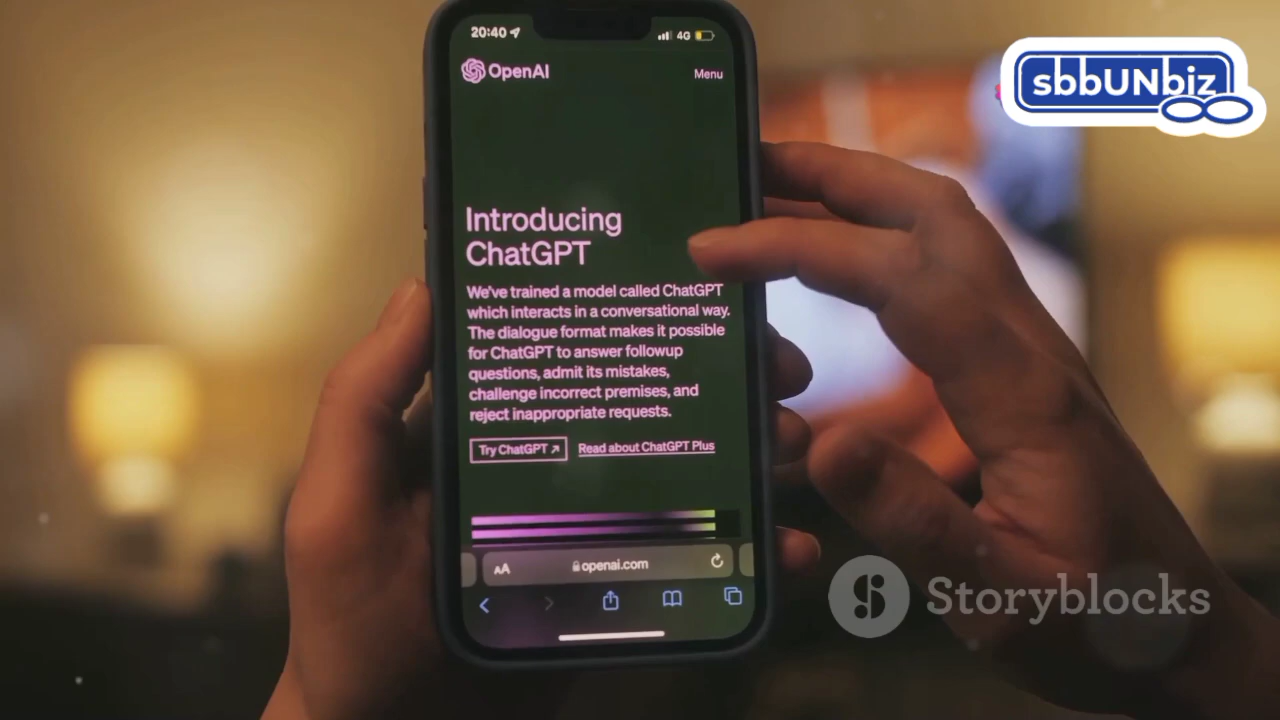 20:40
4G
sbbUNbiz
OpenAI
Menu
Introducing
ChatGPT
We've trained a model called ChatGPT
which interacts in a conversational way.
The dialogue format makes it possible
for ChatGPT to answer followup
questions, admit its mistakes,
challenge incorrect premises, and
reject inappropriate requests.
Try ChatGPT ↗ Read about ChatGPT Plus
AA openai.com
Storyblocks